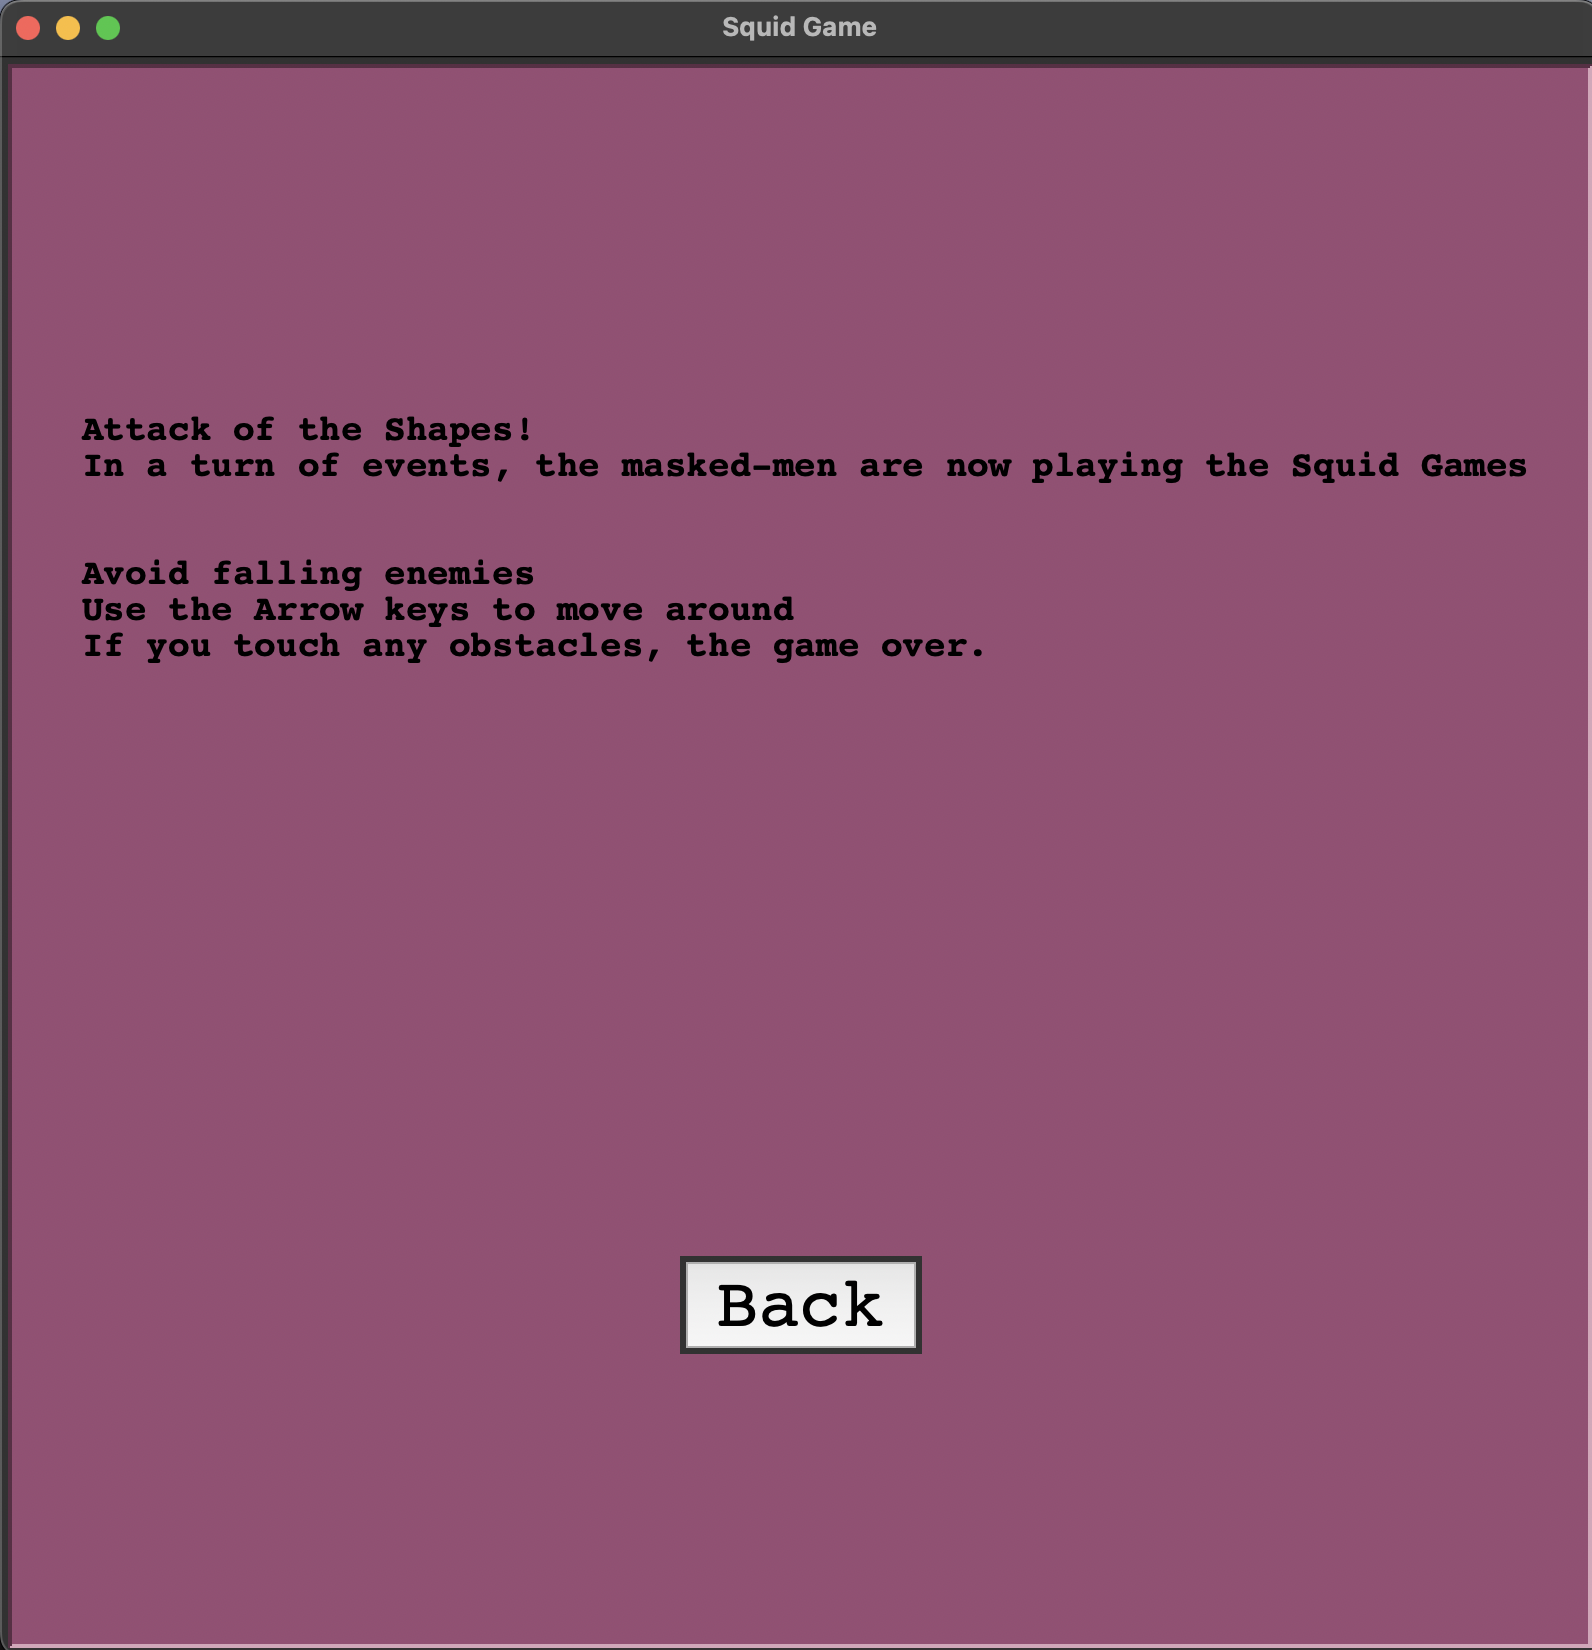 Squid Game
Attack of the Shapes!
In a turn of events, the masked-men are now playing the Squid Games
Avoid falling enemies
Use the Arrow keys to move around
If you touch any obstacles, the game over.
Back